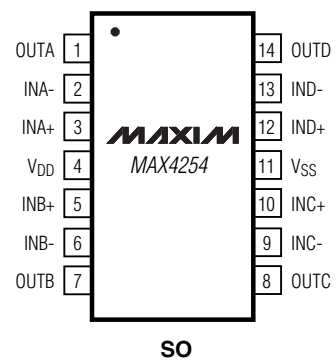 OUTA 1 14 OUTD
INA- 2 13 IND-
INA+ 3 12 IND+
MAXIM
VDD 4 MAX4254 11 VSS
INB+ 5 10 INC+
INB- 6 9 INC-
OUTB 7 8 OUTC
SO